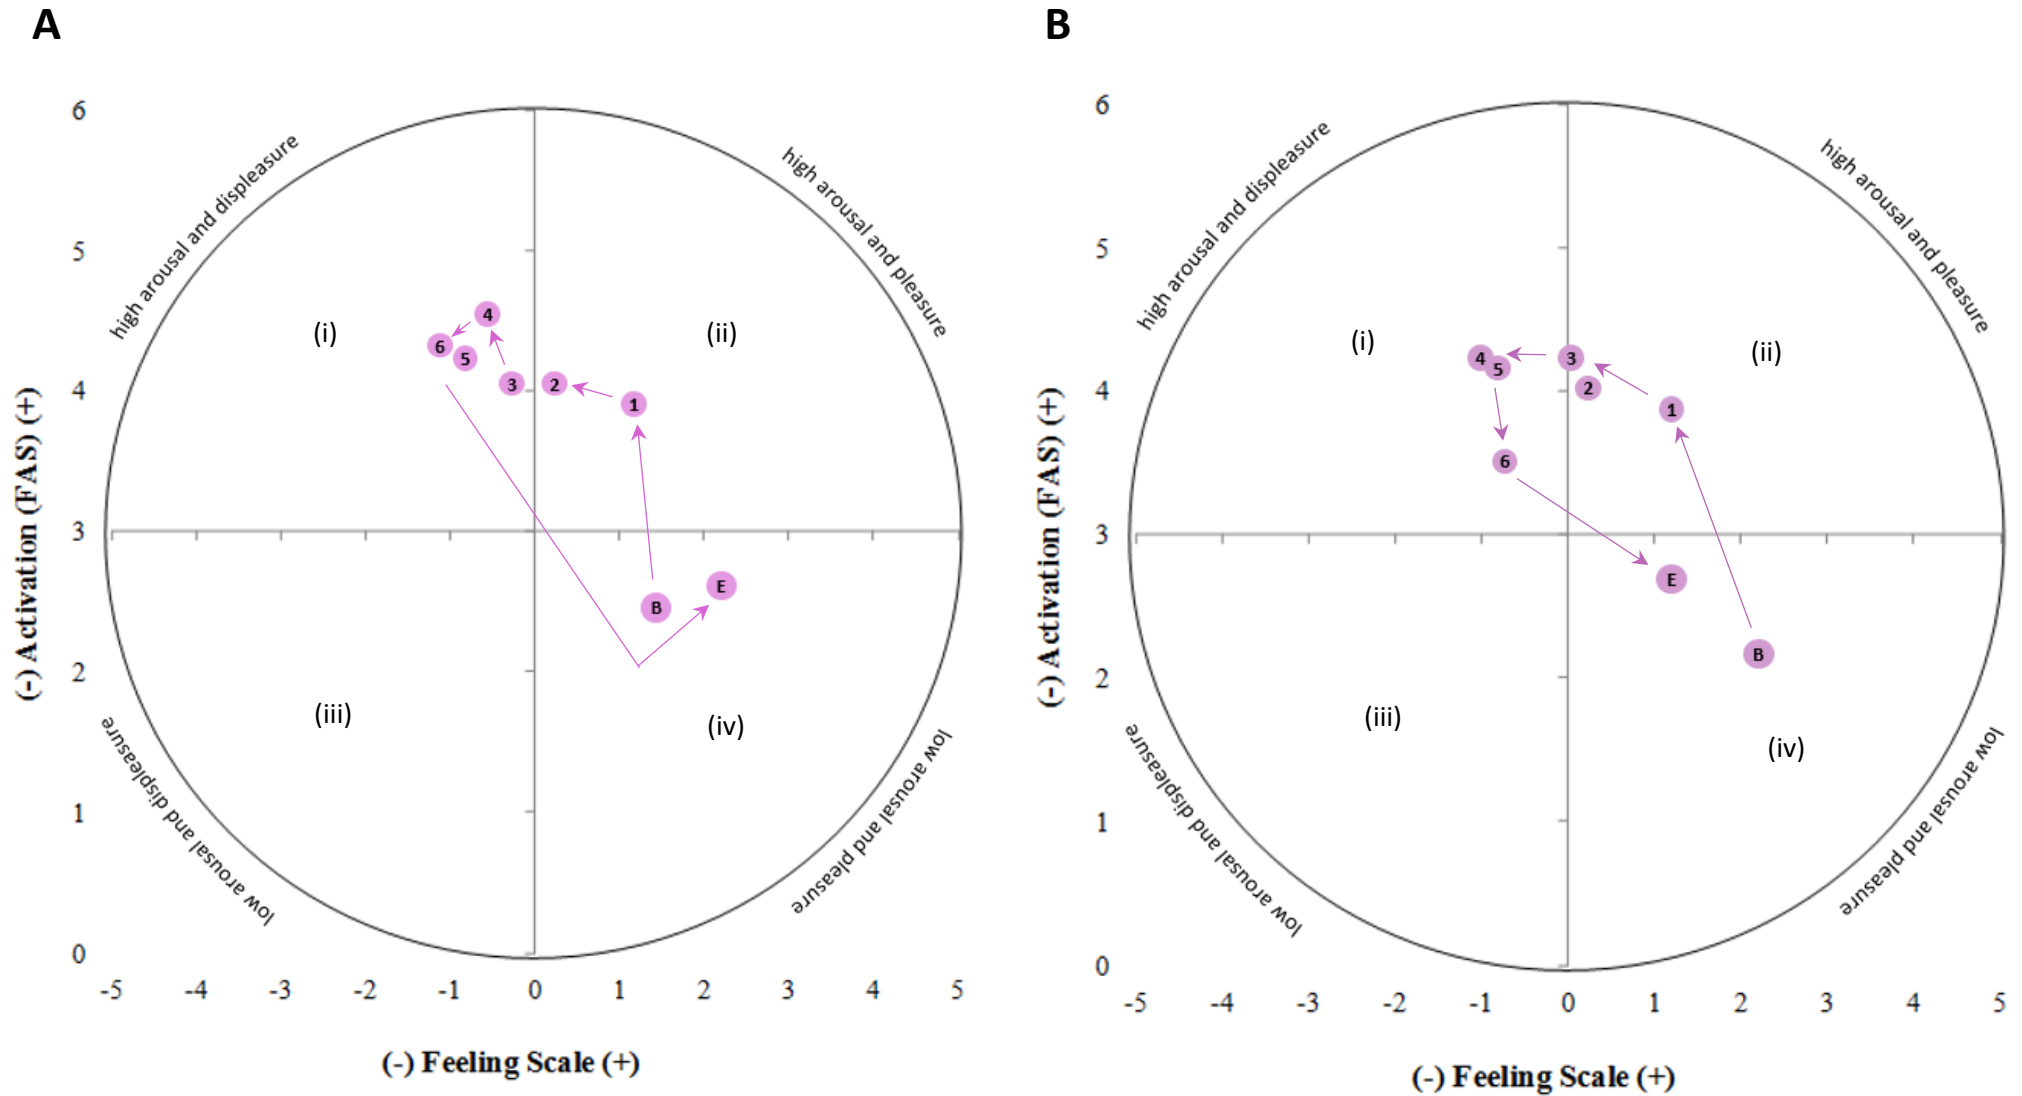 A
6
5
4
3
2
1
0
-5 -4 -3 -2 -1 0 1 2 3 4 5
(-) Activation (FAS) (+)
(-) Feeling Scale (+)
high arousal and displeasure
high arousal and pleasure
low arousal and displeasure
low arousal and pleasure
(i)
(ii)
(iii)
(iv)
4
6
5
3
2
1
B
E
B
6
5
4
3
2
1
0
-5 -4 -3 -2 -1 0 1 2 3 4 5
(-) Activation (FAS) (+)
(-) Feeling Scale (+)
high arousal and displeasure
high arousal and pleasure
low arousal and displeasure
low arousal and pleasure
(i)
(ii)
(iii)
(iv)
4
5
3
2
1
6
E
B